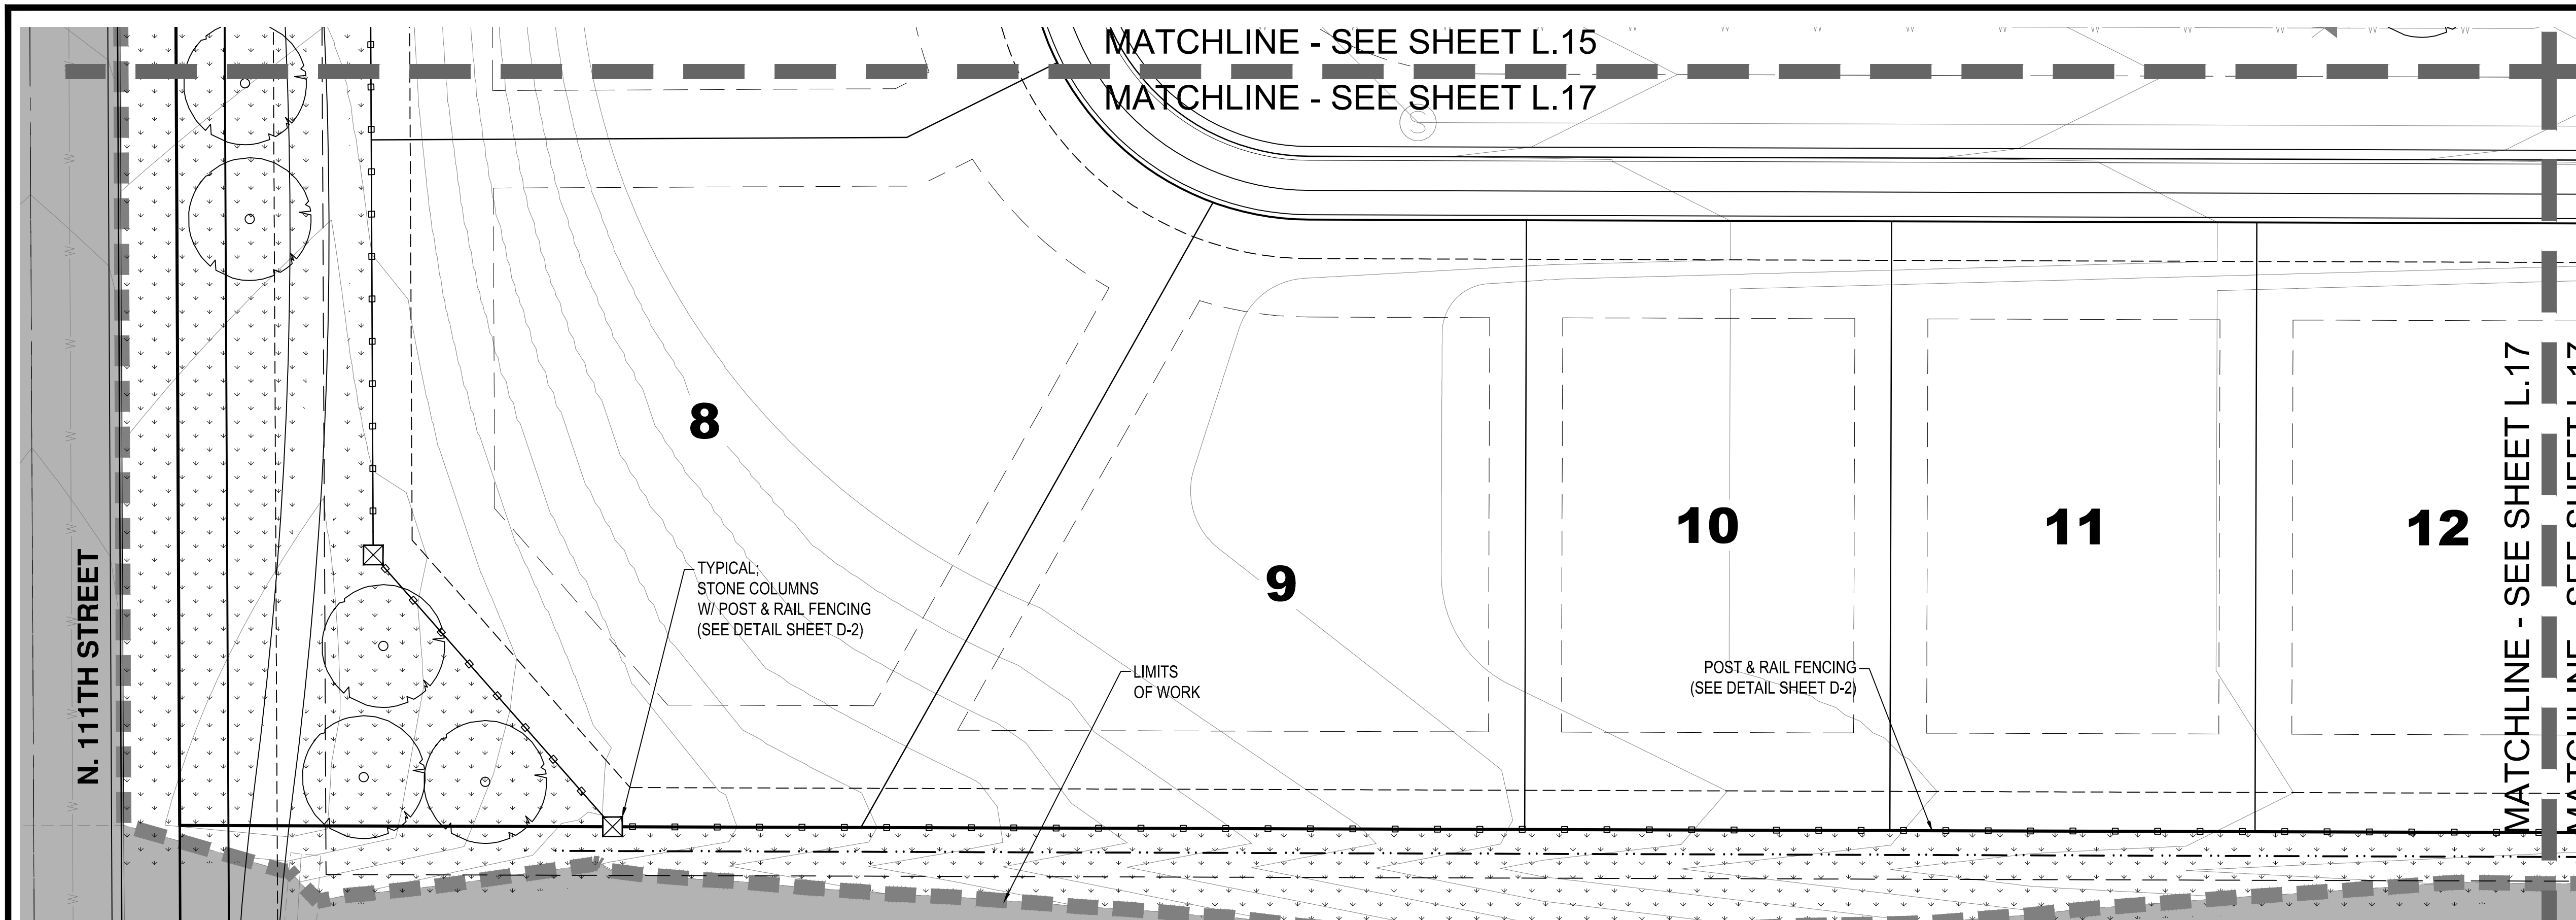 MATCHLINE - SEE SHEET L.15
MATCHLINE - SEE SHEET L.17
S
8
9
10
11
12
TYPICAL;
STONE COLUMNS
W/ POST & RAIL FENCING
(SEE DETAIL SHEET D-2)
LIMITS
OF WORK
POST & RAIL FENCING
(SEE DETAIL SHEET D-2)
N. 111TH STREET
MATCHLINE - SEE SHEET L.17